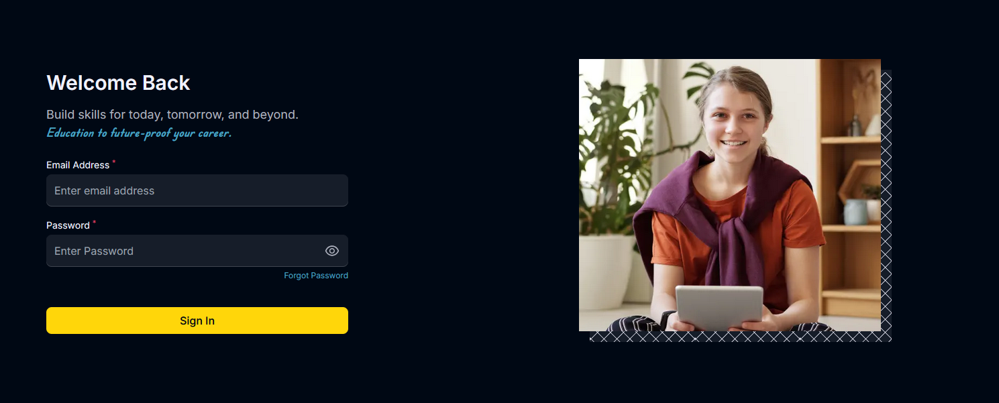 Welcome Back
Build skills for today, tomorrow, and beyond.
Education to future-proof your career.
Email Address *
Enter email address
Password *
Enter Password
Forgot Password
Sign In